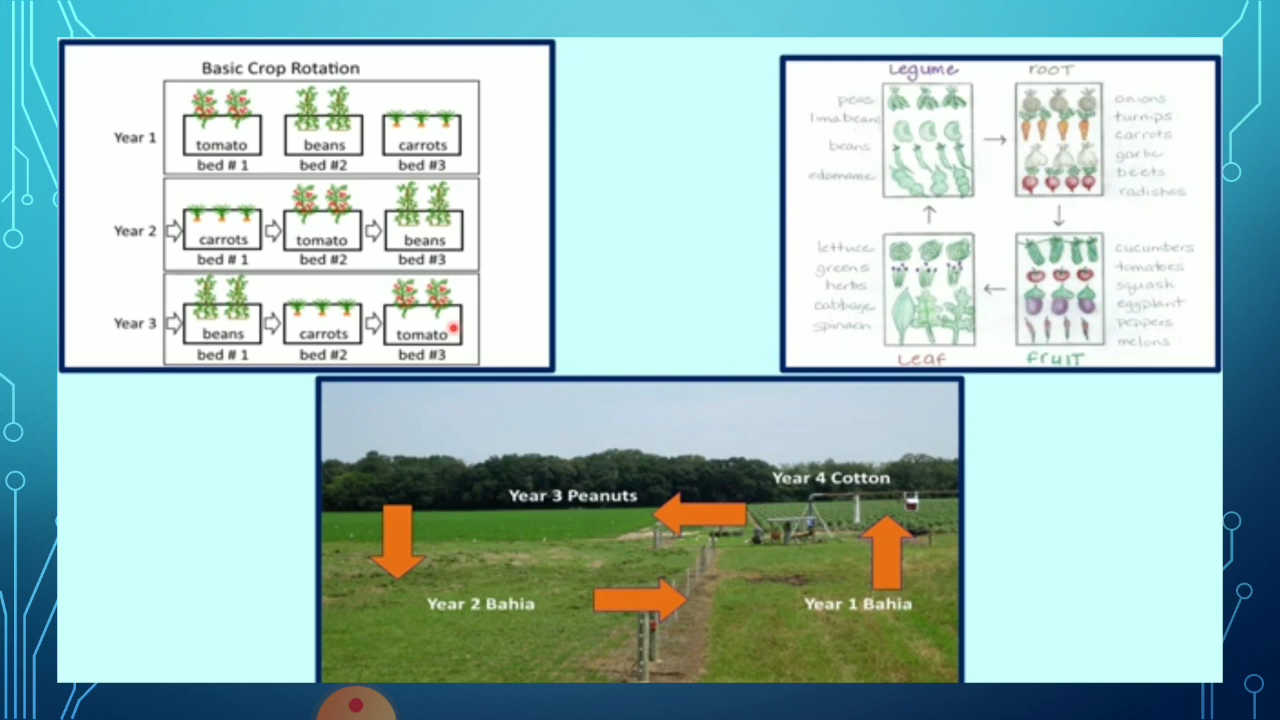 Basic Crop Rotation
Year 1
tomato
beans
carrots
bed # 1
bed #2
bed #3
Year 2
carrots
tomato
beans
bed # 1
bed #2
bed #3
Year 3
beans
carrots
tomato
bed # 1
bed #2
bed #3
Legume
peas
lima beans
beans
edamame
ROOT
onions
turnips
carrots
garlic
beets
radishes
lettuce
greens
herbs
cabbage
spinach
Leaf
cucumbers
tomatoes
squash
eggplant
peppers
melons
FRUIT
Year 4 Cotton
Year 3 Peanuts
Year 2 Bahia
Year 1 Bahia